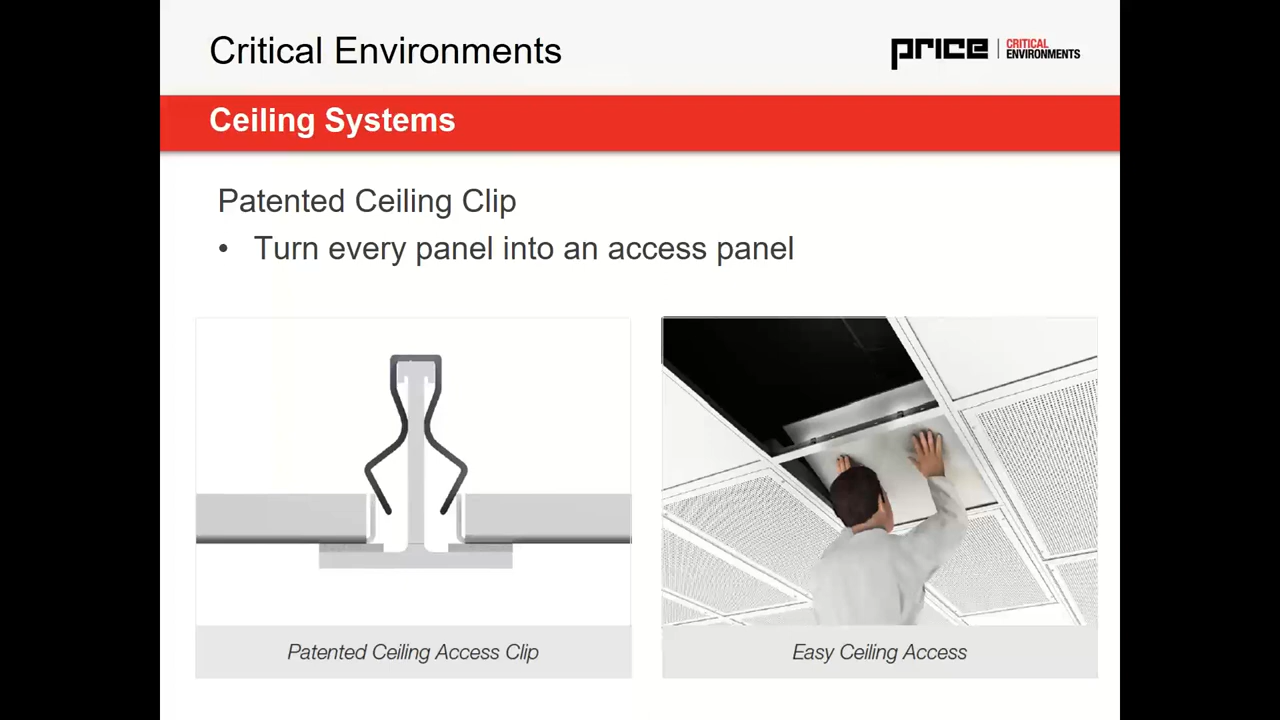 Critical Environments
price | CRITICAL
ENVIRONMENTS
Ceiling Systems
Patented Ceiling Clip
• Turn every panel into an access panel
Patented Ceiling Access Clip
Easy Ceiling Access